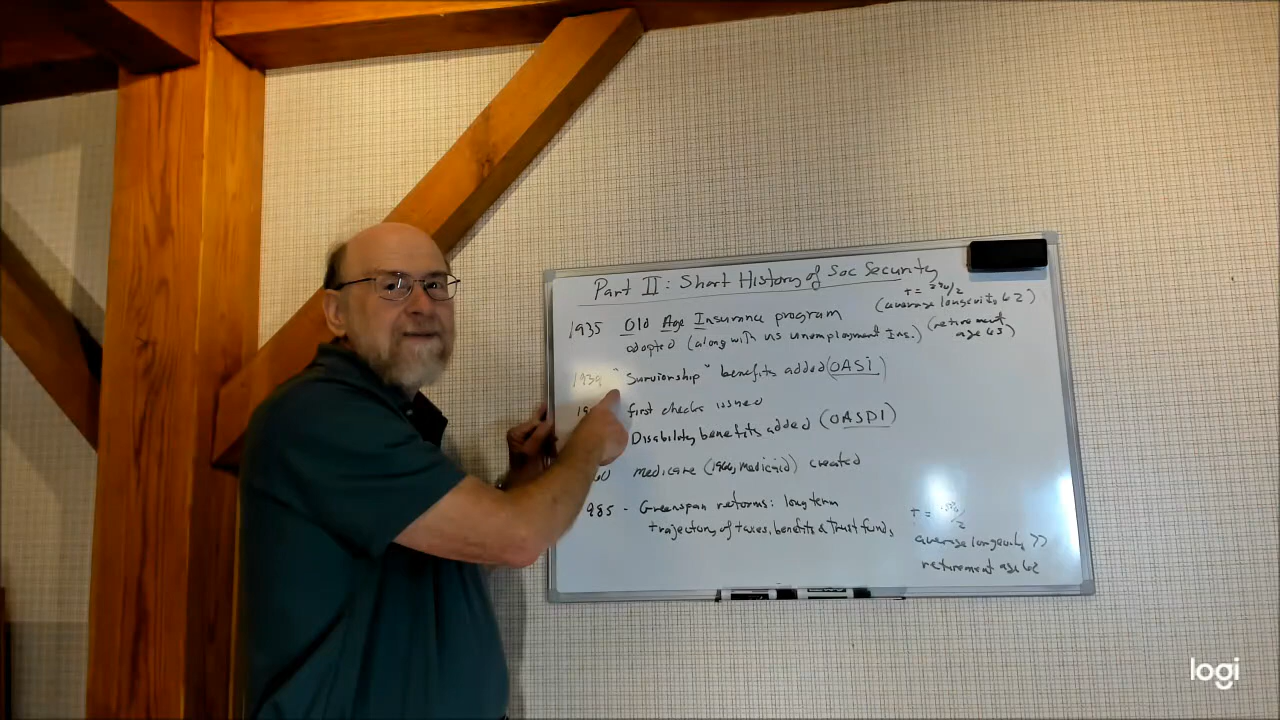 Part II: Short History of Soc Security
(average longevity 62)
1935 Old Age Insurance program
(retirement age 65)
adopted (along with US unemployment Ins.)
1939 "Survivorship" benefits added (OASI)
first checks issued
Disability benefits added (OASDI)
60 medicare (1966, medicaid) created
985 - Greenspan reforms: long term
trajectory of taxes, benefits & Trust funds
average longevity >>
retirement age 62
logi